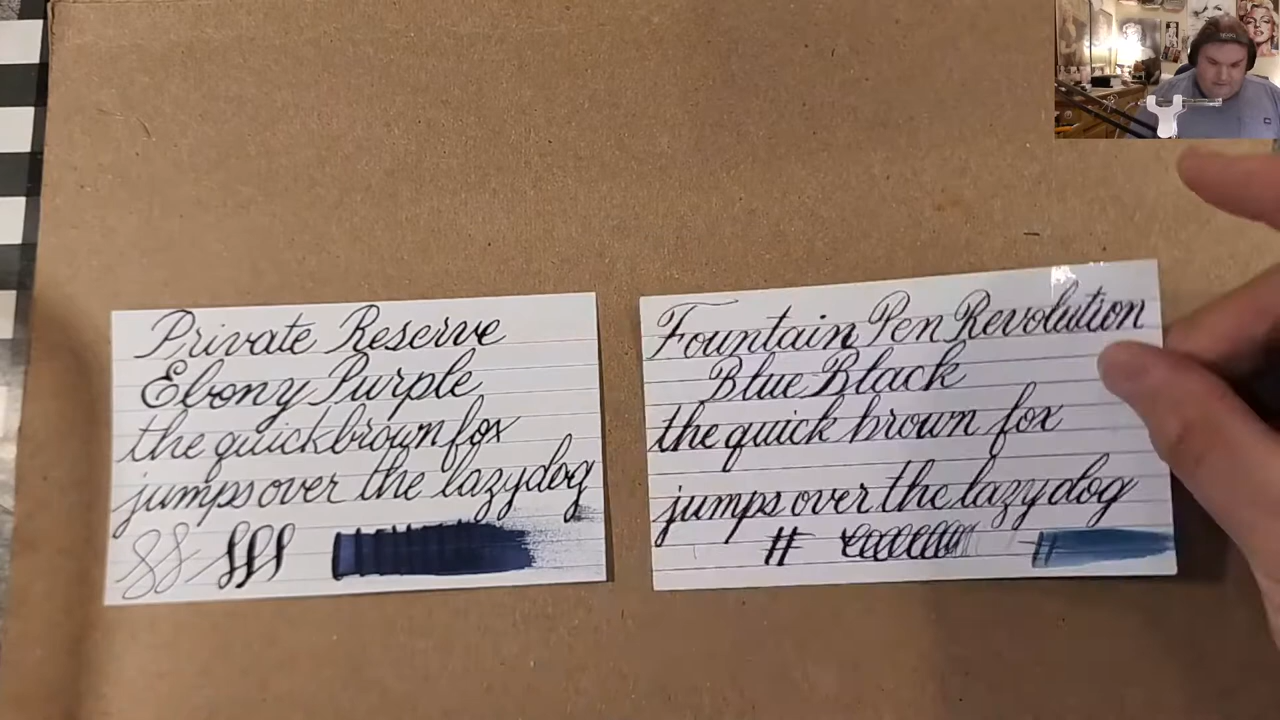 Private Reserve
Ebony Purple
the quick brown fox
jumps over the lazy dog
Fountain Pen Revolution
Blue Black
the quick brown fox
jumps over the lazy dog
#